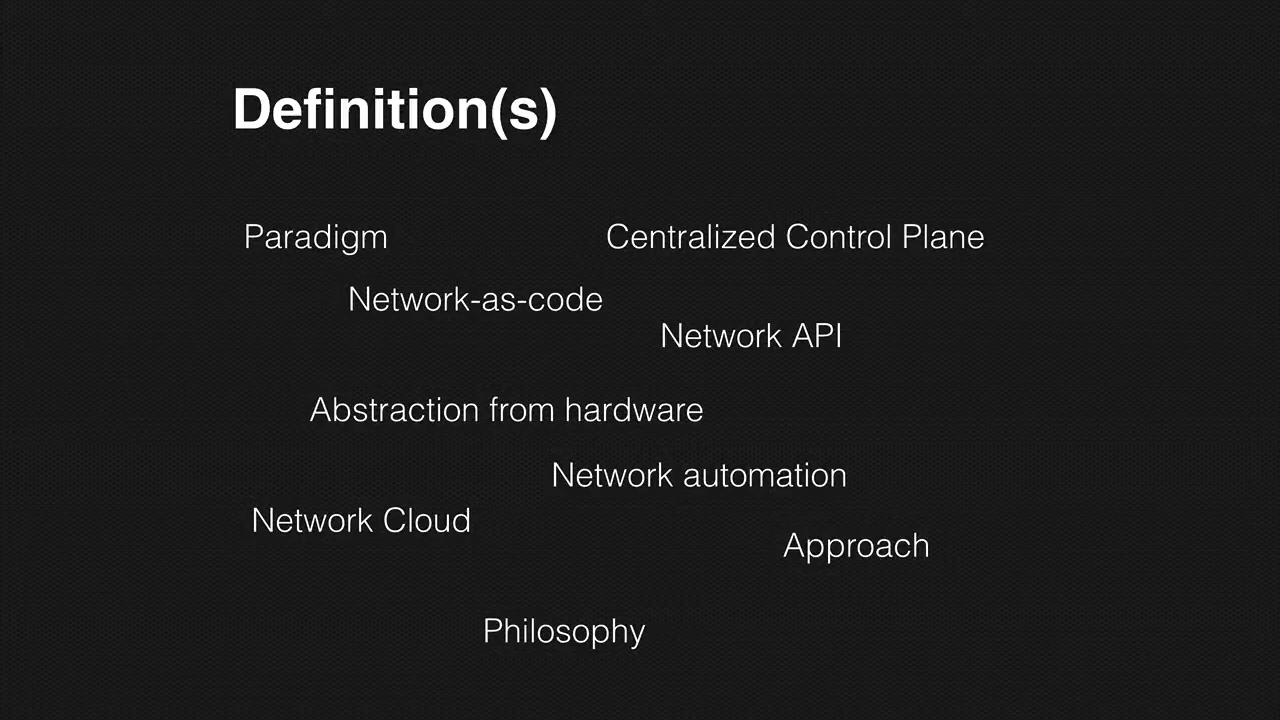 Definition(s)
Paradigm
Centralized Control Plane
Network-as-code
Network API
Abstraction from hardware
Network automation
Network Cloud
Approach
Philosophy